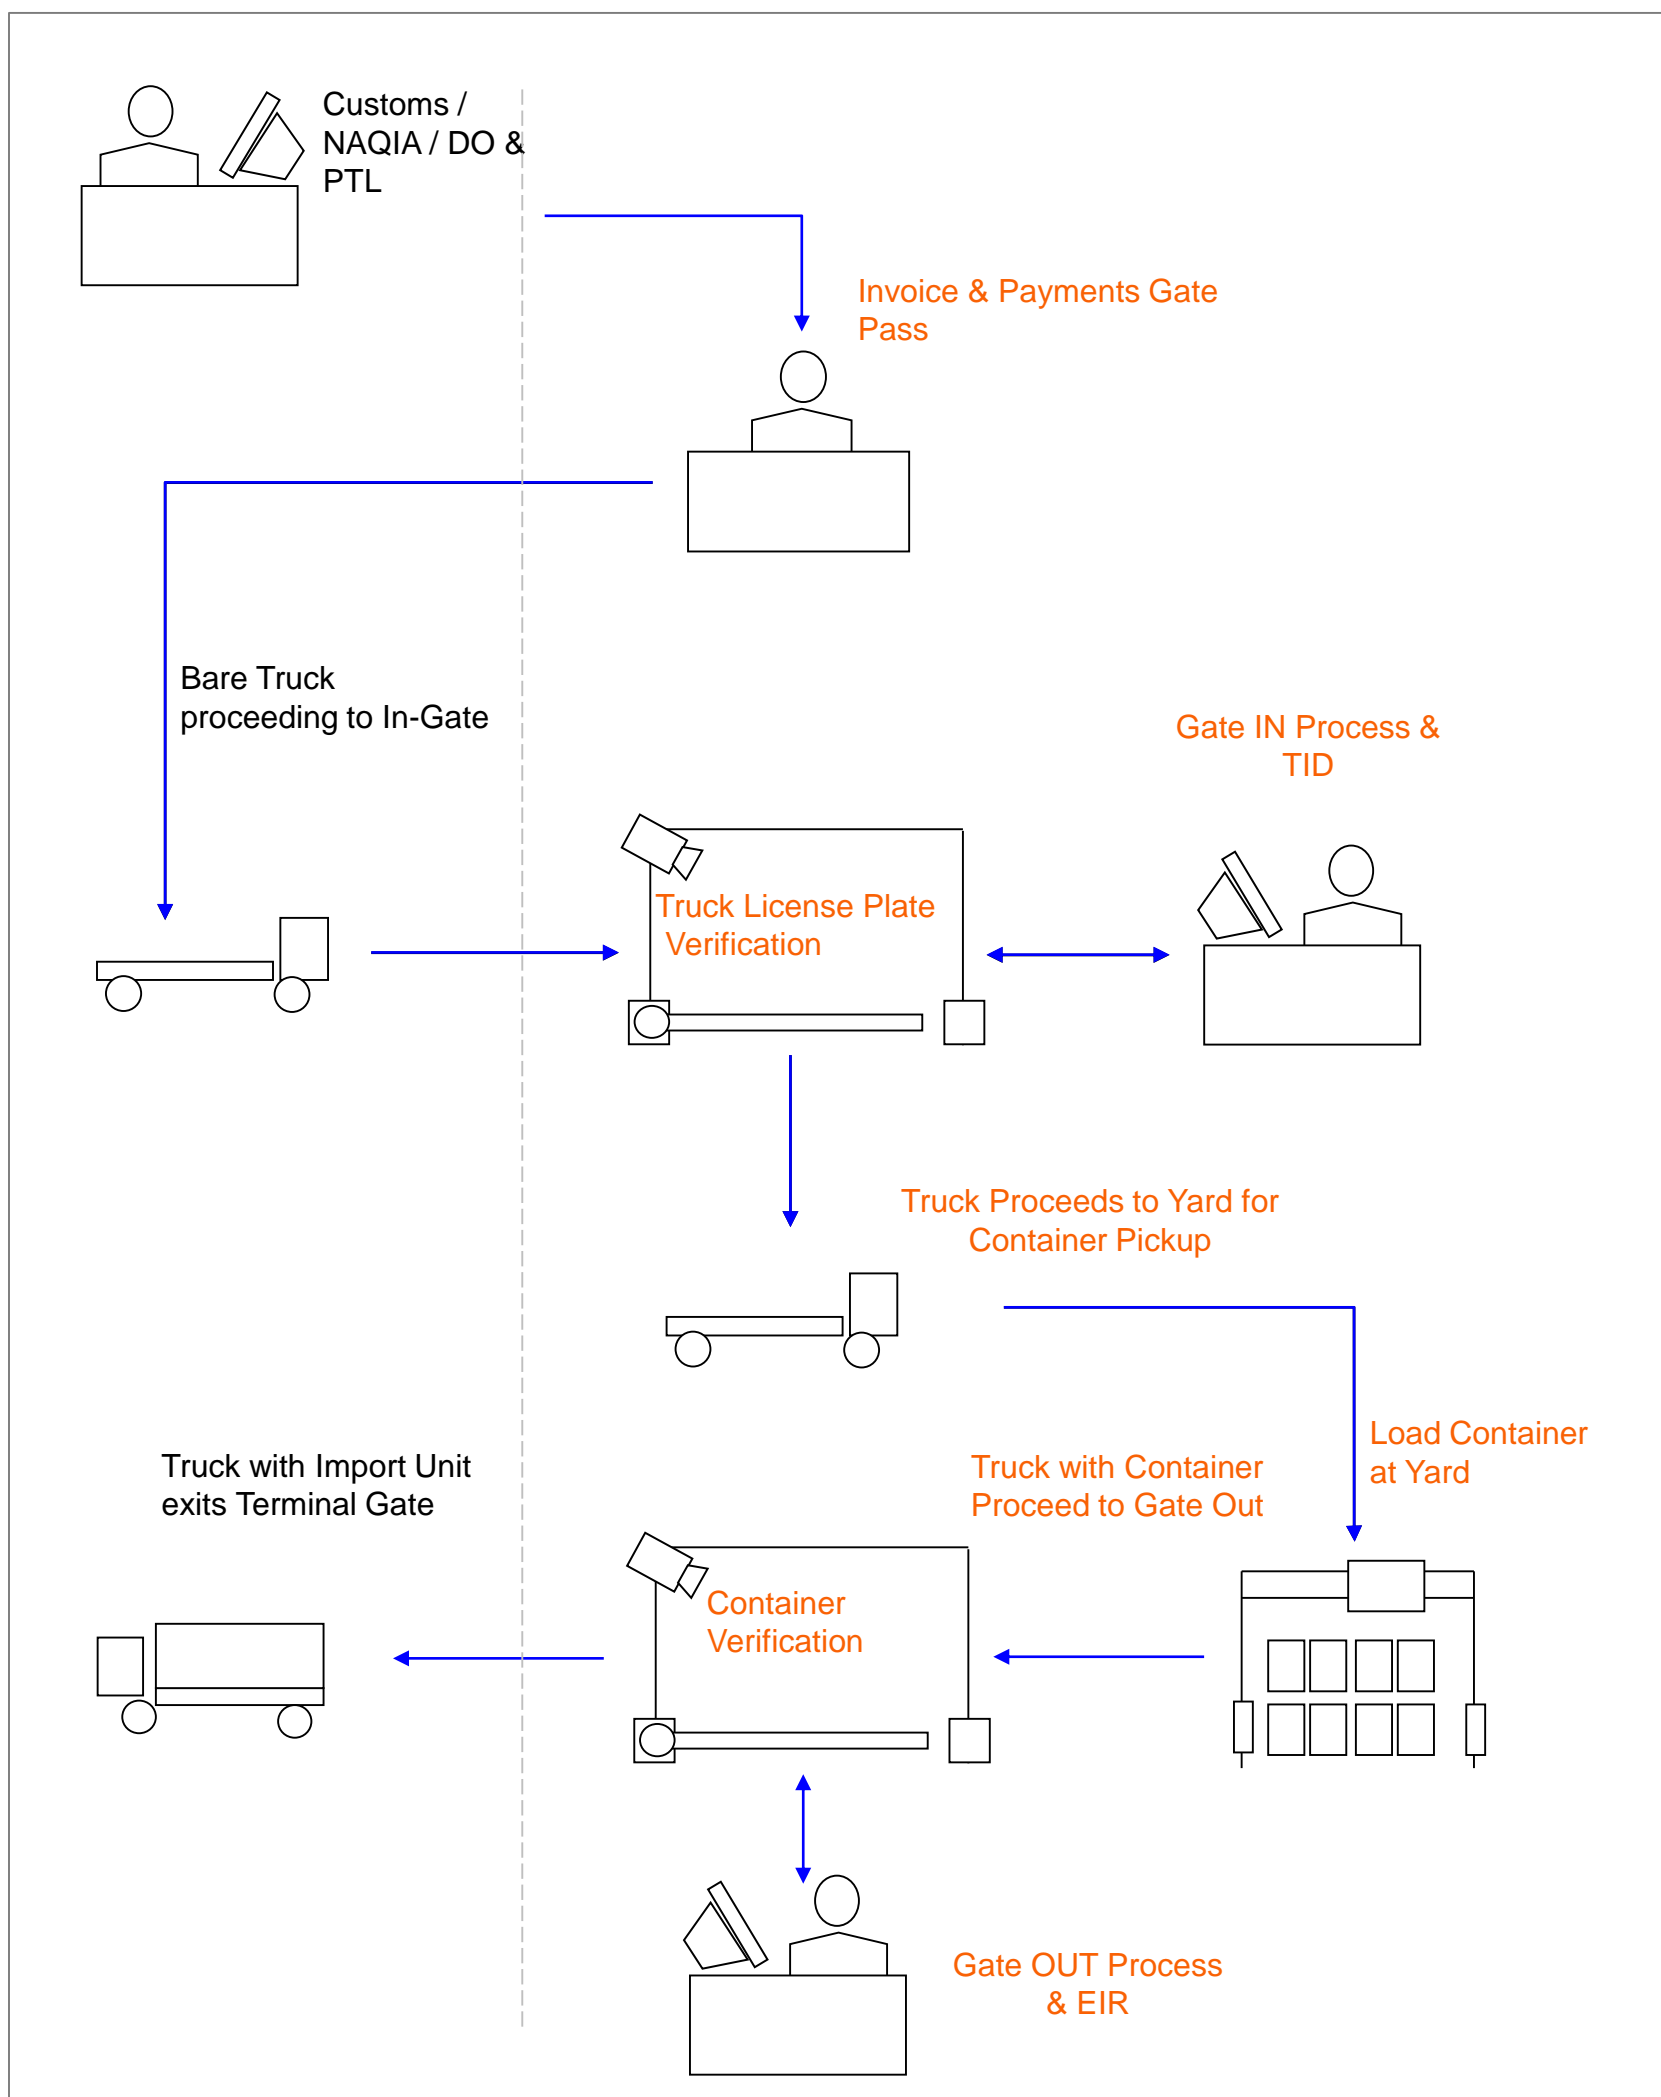 Customs /
NAQIA / DO &
PTL
Invoice & Payments Gate
Pass
Bare Truck
proceeding to In-Gate
Gate IN Process &
TID
Truck License Plate
Verification
Truck Proceeds to Yard for
Container Pickup
Load Container
at Yard
Truck with Container
Proceed to Gate Out
Truck with Import Unit
exits Terminal Gate
Container
Verification
Gate OUT Process
& EIR